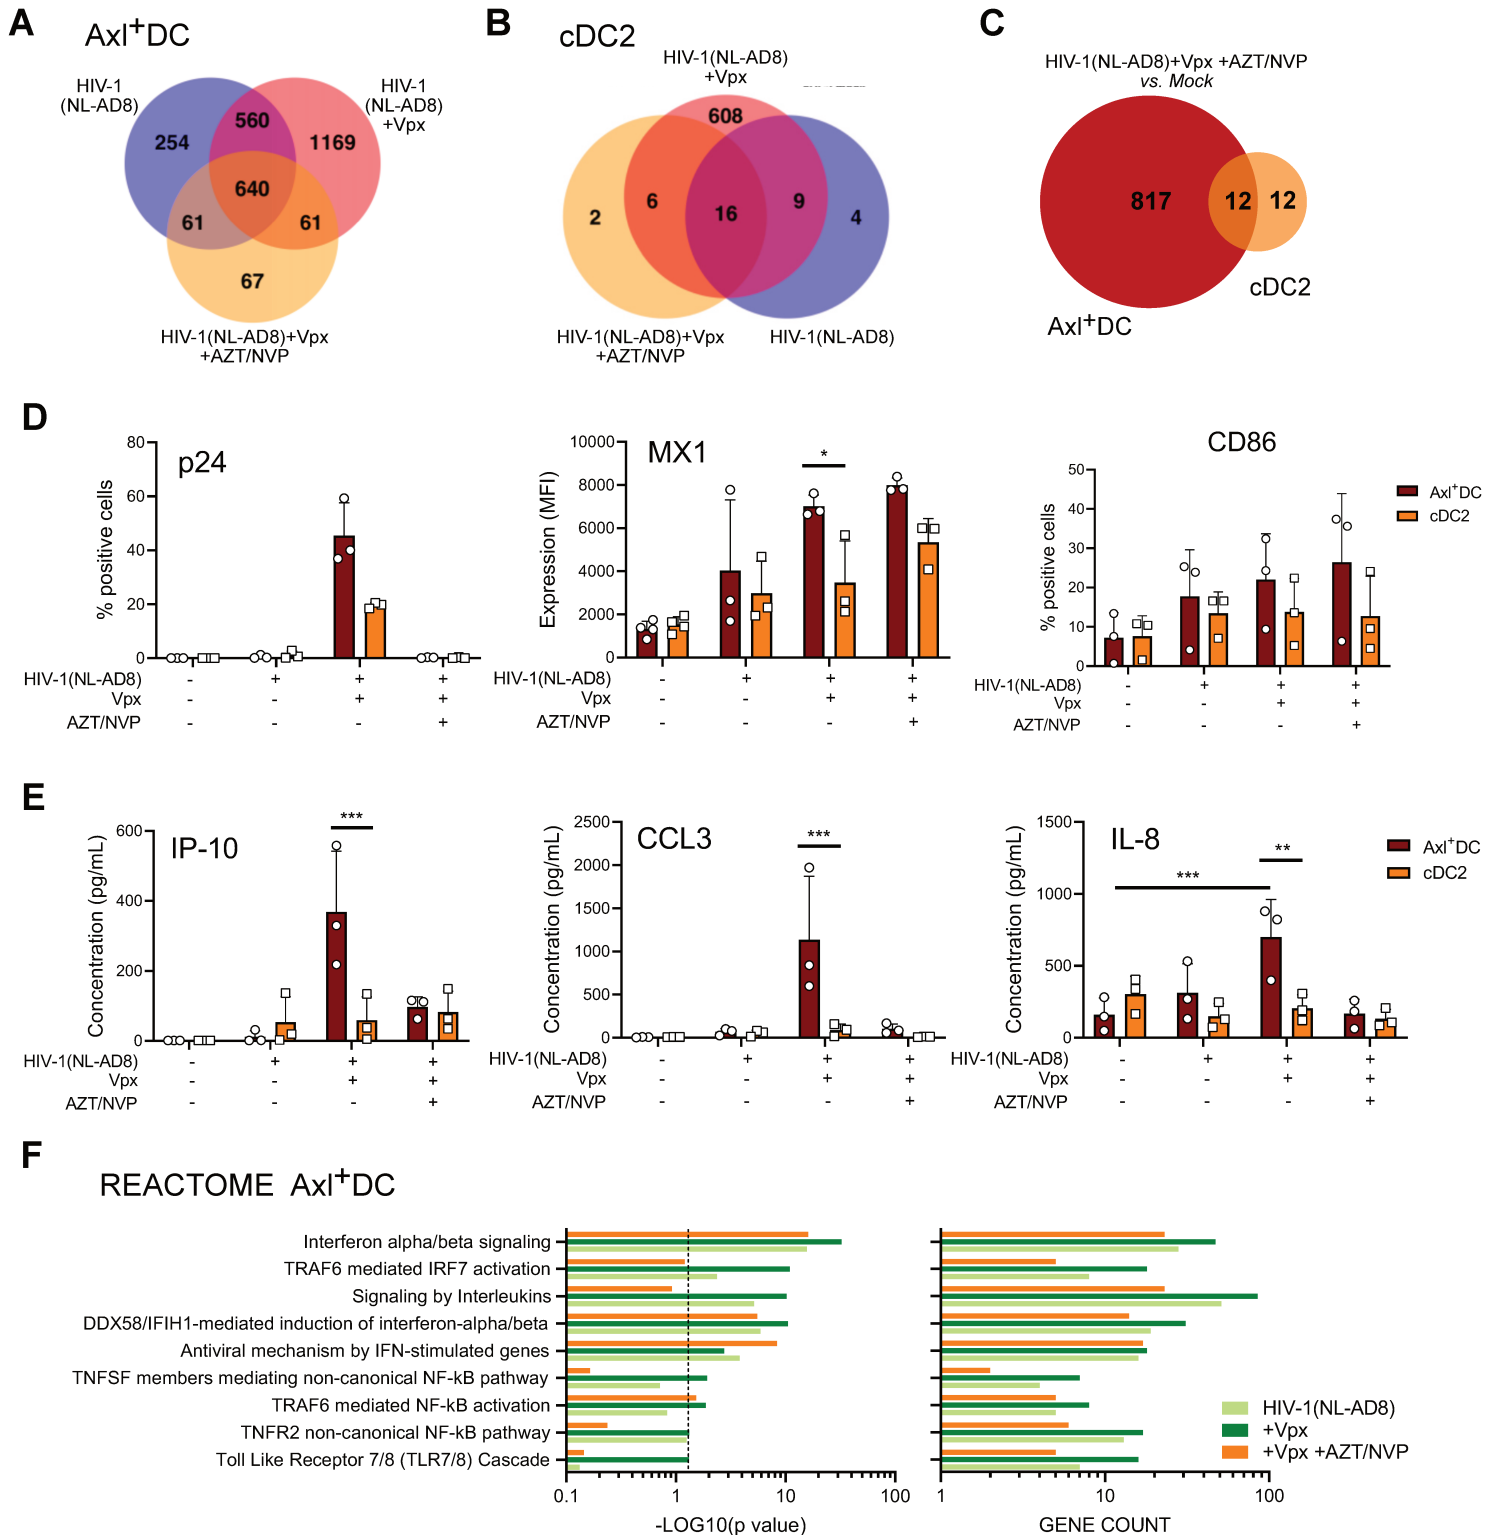 A
Axl+DC
HIV-1
(NL-AD8)
HIV-1
(NL-AD8)
+Vpx
254
560
1169
640
61
61
67
HIV-1(NL-AD8)+Vpx
+AZT/NVP
B
cDC2
HIV-1(NL-AD8)
+Vpx
608
2
6
16
9
4
HIV-1(NL-AD8)+Vpx
+AZT/NVP
HIV-1(NL-AD8)
C
HIV-1(NL-AD8)+Vpx +AZT/NVP
vs. Mock
817
12
12
cDC2
Axl+DC
D
p24
% positive cells
80
60
40
20
0
HIV-1(NL-AD8) - + + +
Vpx - - + +
AZT/NVP - - - +
MX1
Expression (MFI)
10000
8000
6000
4000
2000
0
*
HIV-1(NL-AD8) - + + +
Vpx - - + +
AZT/NVP - - - +
CD86
% positive cells
50
40
30
20
10
0
HIV-1(NL-AD8) - + + +
Vpx - - + +
AZT/NVP - - - +
Axl+DC
cDC2
E
IP-10
Concentration (pg/mL)
600
400
200
0
***
HIV-1(NL-AD8) - + + +
Vpx - - + +
AZT/NVP - - - +
CCL3
Concentration (pg/mL)
2500
2000
1500
1000
500
0
***
HIV-1(NL-AD8) - + + +
Vpx - - + +
AZT/NVP - - - +
IL-8
Concentration (pg/mL)
1500
1000
500
0
***
**
HIV-1(NL-AD8) - + + +
Vpx - - + +
AZT/NVP - - - +
Axl+DC
cDC2
F
REACTOME Axl+DC
Interferon alpha/beta signaling
TRAF6 mediated IRF7 activation
Signaling by Interleukins
DDX58/IFIH1-mediated induction of interferon-alpha/beta
Antiviral mechanism by IFN-stimulated genes
TNFSF members mediating non-canonical NF-kB pathway
TRAF6 mediated NF-kB activation
TNFR2 non-canonical NF-kB pathway
Toll Like Receptor 7/8 (TLR7/8) Cascade
0.1 1 10 100
-LOG10(p value)
1 10 100
GENE COUNT
HIV-1(NL-AD8)
+Vpx
+Vpx +AZT/NVP